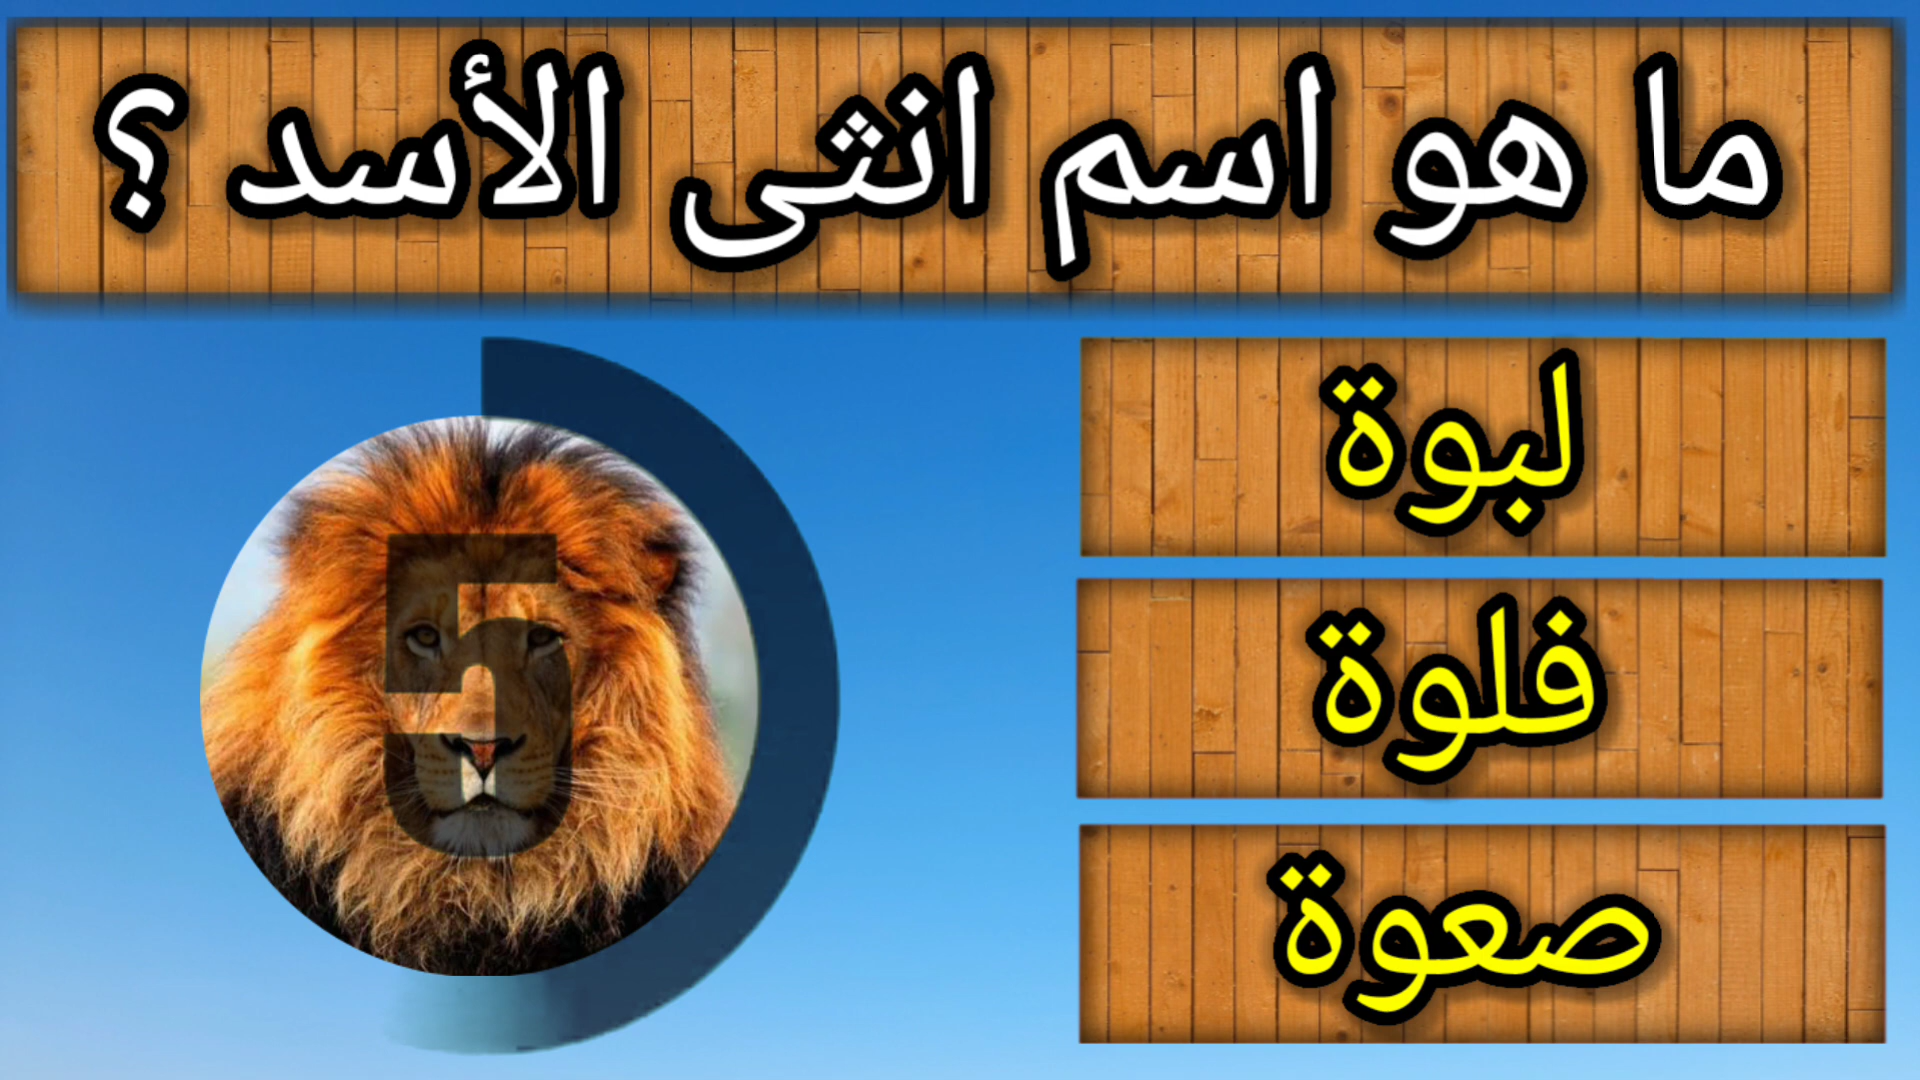 ما هو اسم انثى الأسد ؟
لبوة
فلوة
صعوة
5